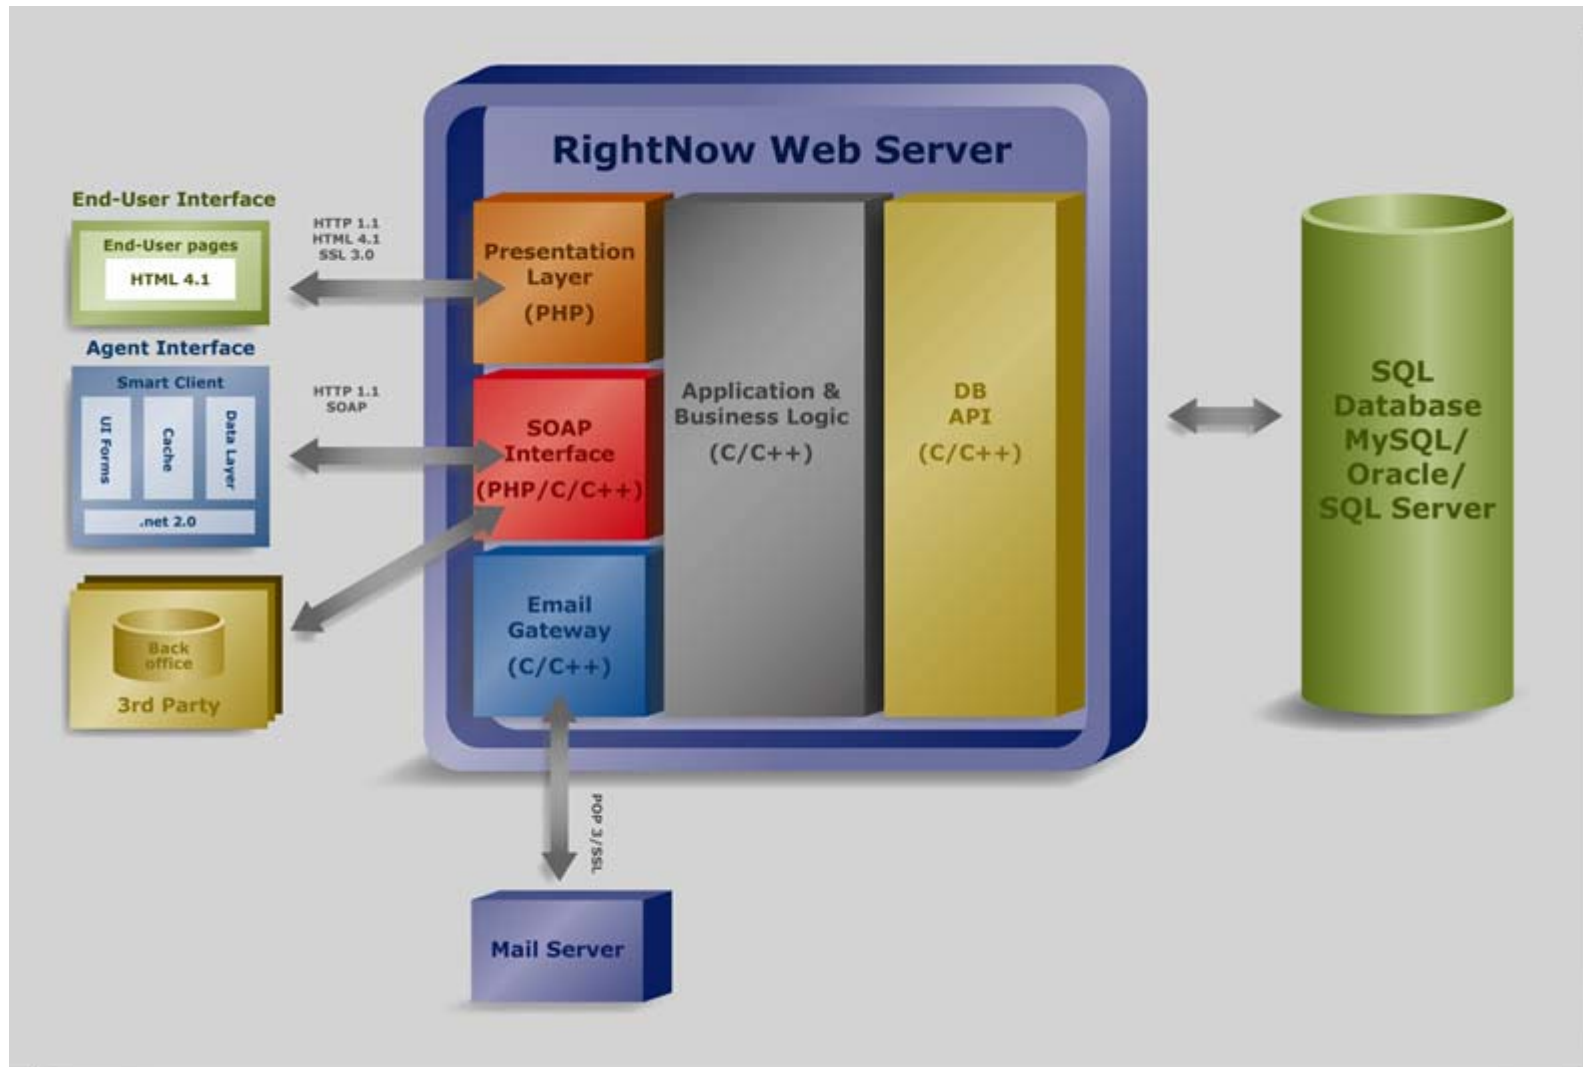 RightNow Web Server
End-User Interface
End-User pages
HTML 4.1
HTTP 1.1
HTML 4.1
SSL 3.0
Presentation
Layer
(PHP)
Agent Interface
Smart Client
UI Forms
Cache
Data Layer
.net 2.0
HTTP 1.1
SOAP
SOAP
Interface
(PHP/C/C++)
Back
office
3rd Party
Email
Gateway
(C/C++)
Application &
Business Logic
(C/C++)
DB
API
(C/C++)
SQL
Database
MySQL/
Oracle/
SQL Server
POP 3/SSL
Mail Server